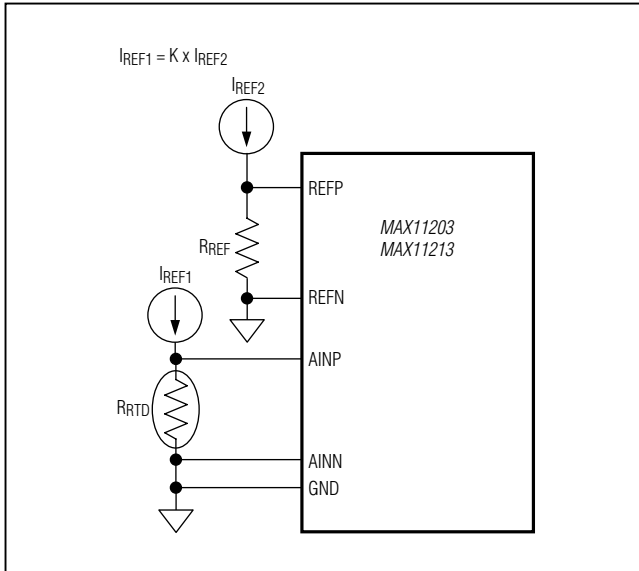 IREF1 = K x IREF2
IREF2
REFP
MAX11203
MAX11213
RREF
REFN
IREF1
AINP
RRTD
AINN
GND